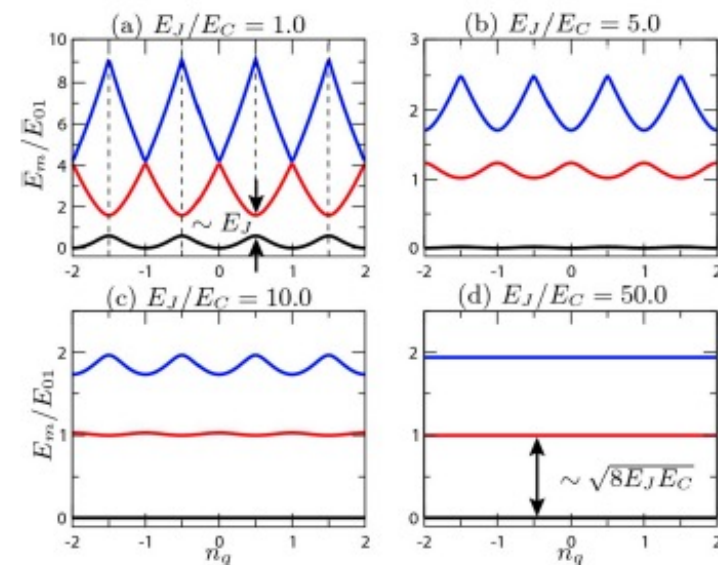 (a) E_J/E_C = 1.0
(b) E_J/E_C = 5.0
10
8
6
4
2
0
E_m/E_01
∼ E_J
-2 -1 0 1 2
3
2
1
0
-2 -1 0 1 2
(c) E_J/E_C = 10.0
(d) E_J/E_C = 50.0
2
1
0
E_m/E_01
-2 -1 0 1 2
n_g
2
1
0
∼ √8E_JE_C
-2 -1 0 1 2
n_g